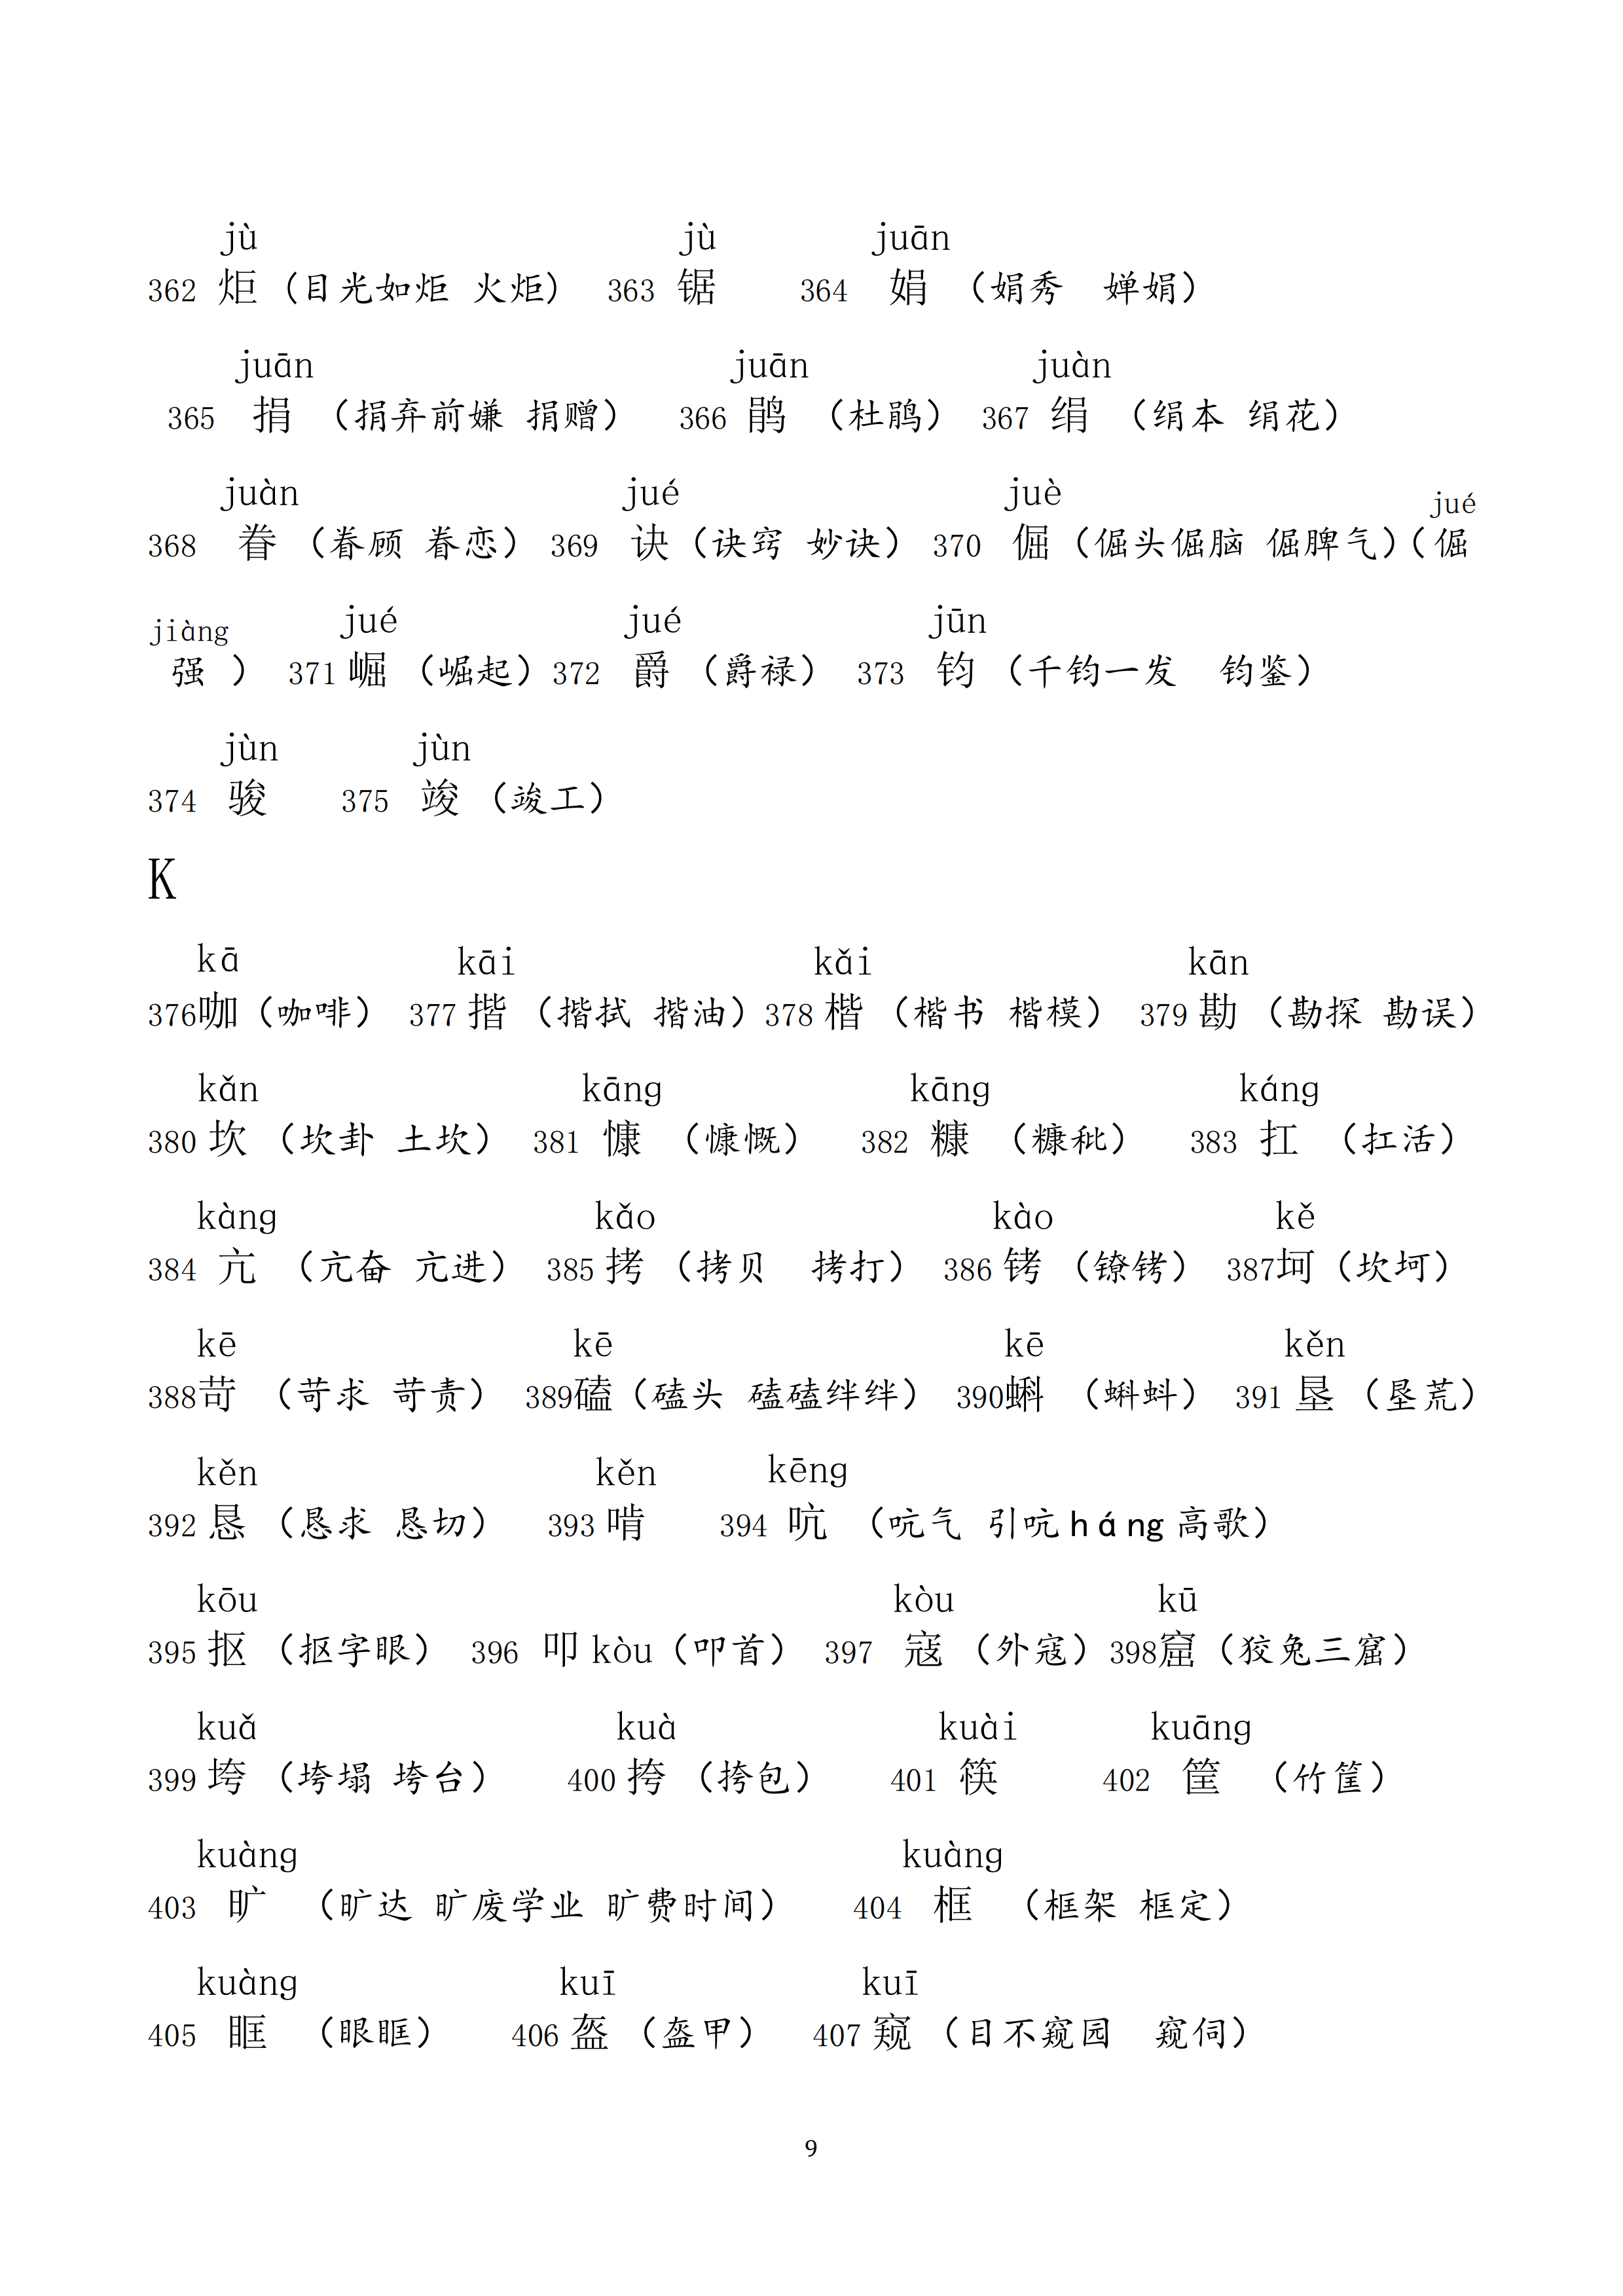 jù jù juān
362 炬（目光如炬 火炬） 363 锯 364 娟（娟秀 婵娟）
juān juān juàn
365 捐（捐弃前嫌 捐赠） 366 鹃（杜鹃） 367 绢（绢本 绢花）
juàn jué juè jué
368 眷（眷顾 眷恋） 369 诀（诀窍 妙诀） 370 倔（倔头倔脑 倔脾气）（倔
jiàng jué jué jūn
强 ） 371 崛（崛起） 372 爵（爵禄） 373 钧（千钧一发 钧鉴）
jùn jùn
374 骏 375 竣（竣工）
K
kā kāi kǎi kān
376咖（咖啡） 377 揩（揩拭 揩油） 378 楷（楷书 楷模） 379 勘（勘探 勘误）
kǎn kāng kāng káng
380 坎（坎卦 土坎） 381 慷（慷慨） 382 糠（糠秕） 383 扛（扛活）
kàng kǎo kào kě
384 亢（亢奋 亢进） 385 拷（拷贝 拷打） 386 铐（镣铐） 387坷（坎坷）
kē kē kē kěn
388苛（苛求 苛责） 389磕（磕头 磕磕绊绊） 390蝌（蝌蚪） 391 垦（垦荒）
kěn kěn kēng
392 恳（恳求 恳切） 393 啃 394 吭（吭气 引吭háng高歌）
kōu kòu kū
395 抠（抠字眼） 396 叩kòu（叩首） 397 寇（外寇） 398窟（狡兔三窟）
kuǎ kuà kuài kuāng
399 垮（垮塌 垮台） 400 挎（挎包） 401 筷 402 筐（竹筐）
kuàng kuàng
403 旷（旷达 旷废学业 旷费时间） 404 框（框架 框定）
kuàng kuī kuī
405 眶（眼眶） 406 盔（盔甲） 407 窥（目不窥园 窥伺）
9